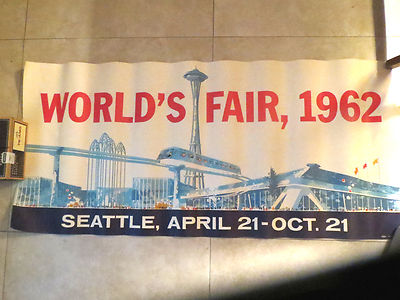 WORLD'S FAIR, 1962
SEATTLE, APRIL 21-OCT. 21